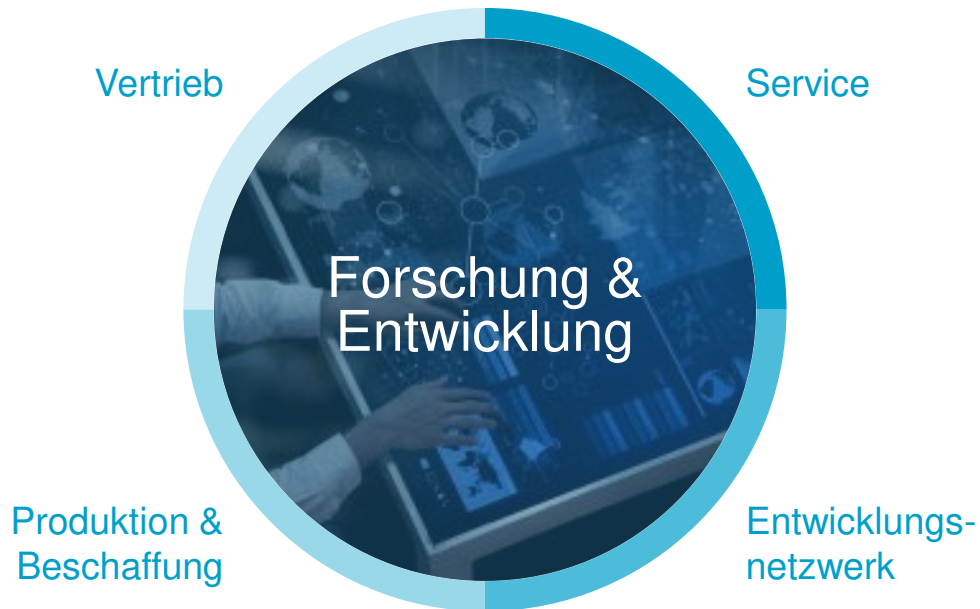 Vertrieb
Service
Forschung &
Entwicklung
Produktion &
Beschaffung
Entwicklungs-
netzwerk